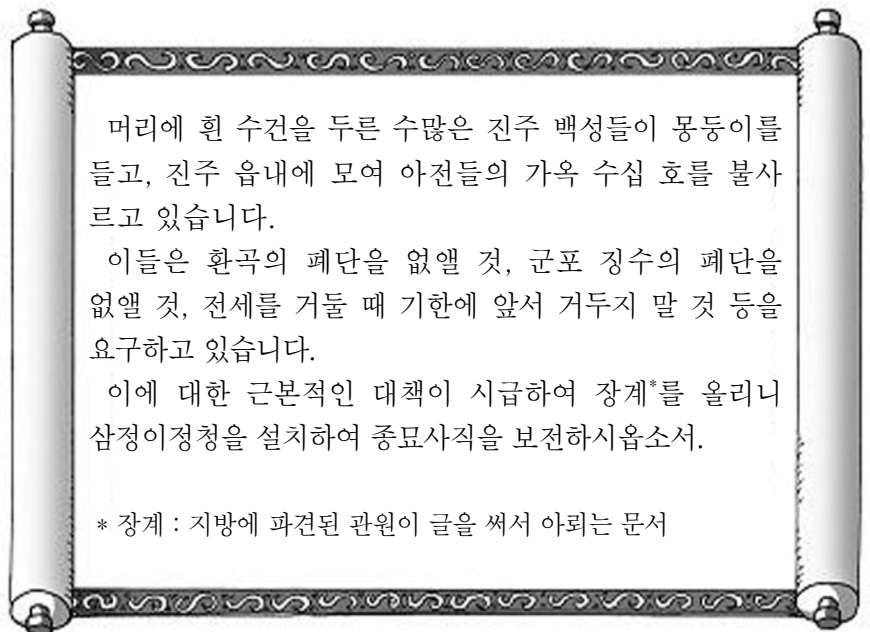 머리에 흰 수건을 두른 수많은 진주 백성들이 몽둥이를
들고, 진주 읍내에 모여 아전들의 가옥 수십 호를 불사
르고 있습니다.
이들은 환곡의 폐단을 없앨 것, 군포 징수의 폐단을
없앨 것, 전세를 거둘 때 기한에 앞서 거두지 말 것 등을
요구하고 있습니다.
이에 대한 근본적인 대책이 시급하여 장계*를 올리니
삼정이정청을 설치하여 종묘사직을 보전하시옵소서.
* 장계 : 지방에 파견된 관원이 글을 써서 아뢰는 문서